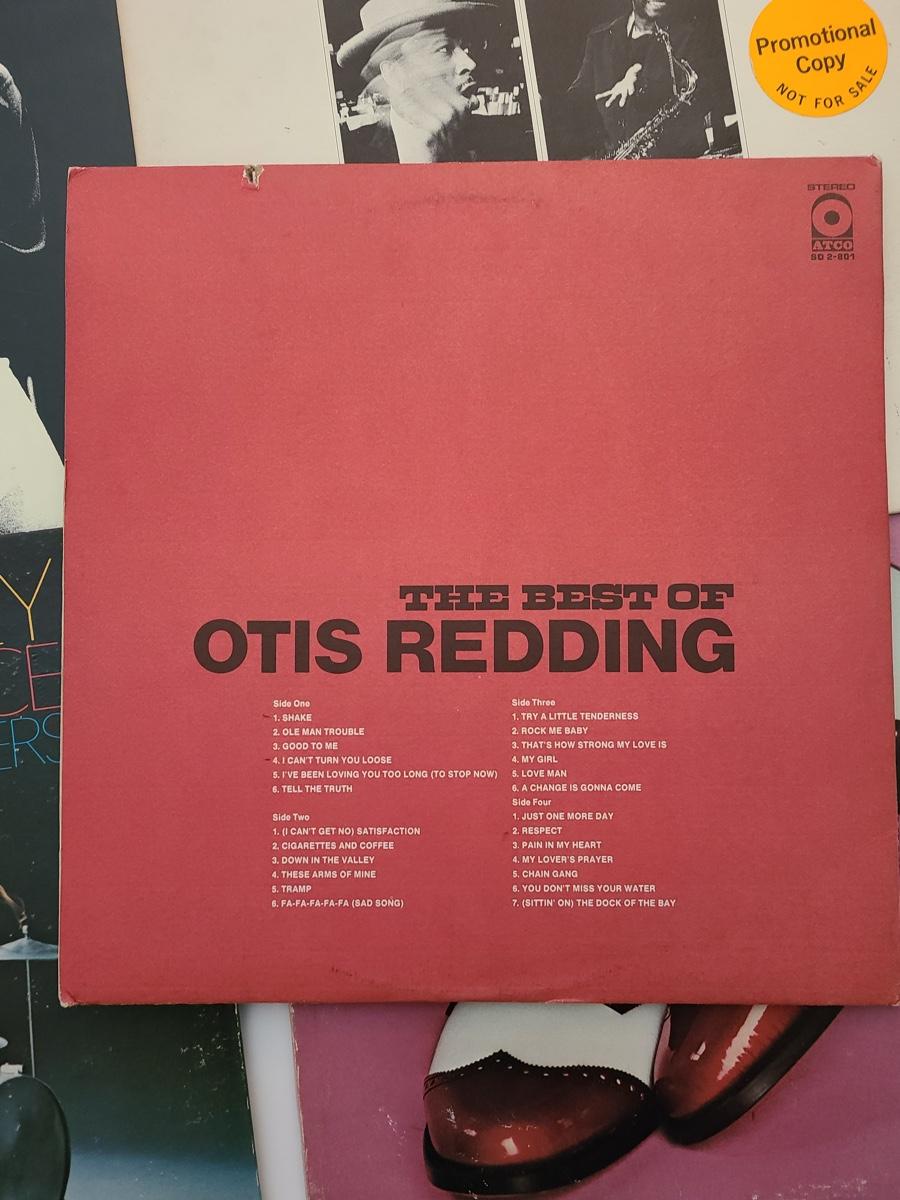 Promotional
Copy
NOT FOR SALE
STEREO
ATCO
SD 2-801
THE BEST OF
OTIS REDDING
Side One
1. SHAKE
2. OLE MAN TROUBLE
3. GOOD TO ME
4. I CAN'T TURN YOU LOOSE
5. I'VE BEEN LOVING YOU TOO LONG (TO STOP NOW)
6. TELL THE TRUTH
Side Two
1. (I CAN'T GET NO) SATISFACTION
2. CIGARETTES AND COFFEE
3. DOWN IN THE VALLEY
4. THESE ARMS OF MINE
5. TRAMP
6. FA-FA-FA-FA-FA (SAD SONG)
Side Three
1. TRY A LITTLE TENDERNESS
2. ROCK ME BABY
3. THAT'S HOW STRONG MY LOVE IS
4. MY GIRL
5. LOVE MAN
6. A CHANGE IS GONNA COME
Side Four
1. JUST ONE MORE DAY
2. RESPECT
3. PAIN IN MY HEART
4. MY LOVER'S PRAYER
5. CHAIN GANG
6. YOU DON'T MISS YOUR WATER
7. (SITTIN' ON) THE DOCK OF THE BAY